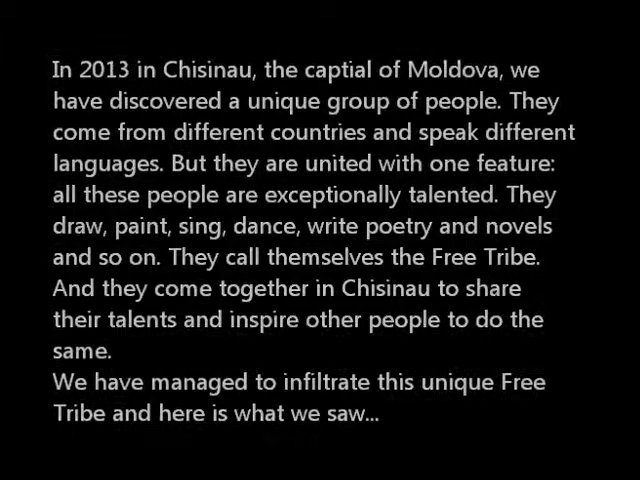 In 2013 in Chisinau, the captial of Moldova, we
have discovered a unique group of people. They
come from different countries and speak different
languages. But they are united with one feature:
all these people are exceptionally talented. They
draw, paint, sing, dance, write poetry and novels
and so on. They call themselves the Free Tribe.
And they come together in Chisinau to share
their talents and inspire other people to do the
same.
We have managed to infiltrate this unique Free
Tribe and here is what we saw...